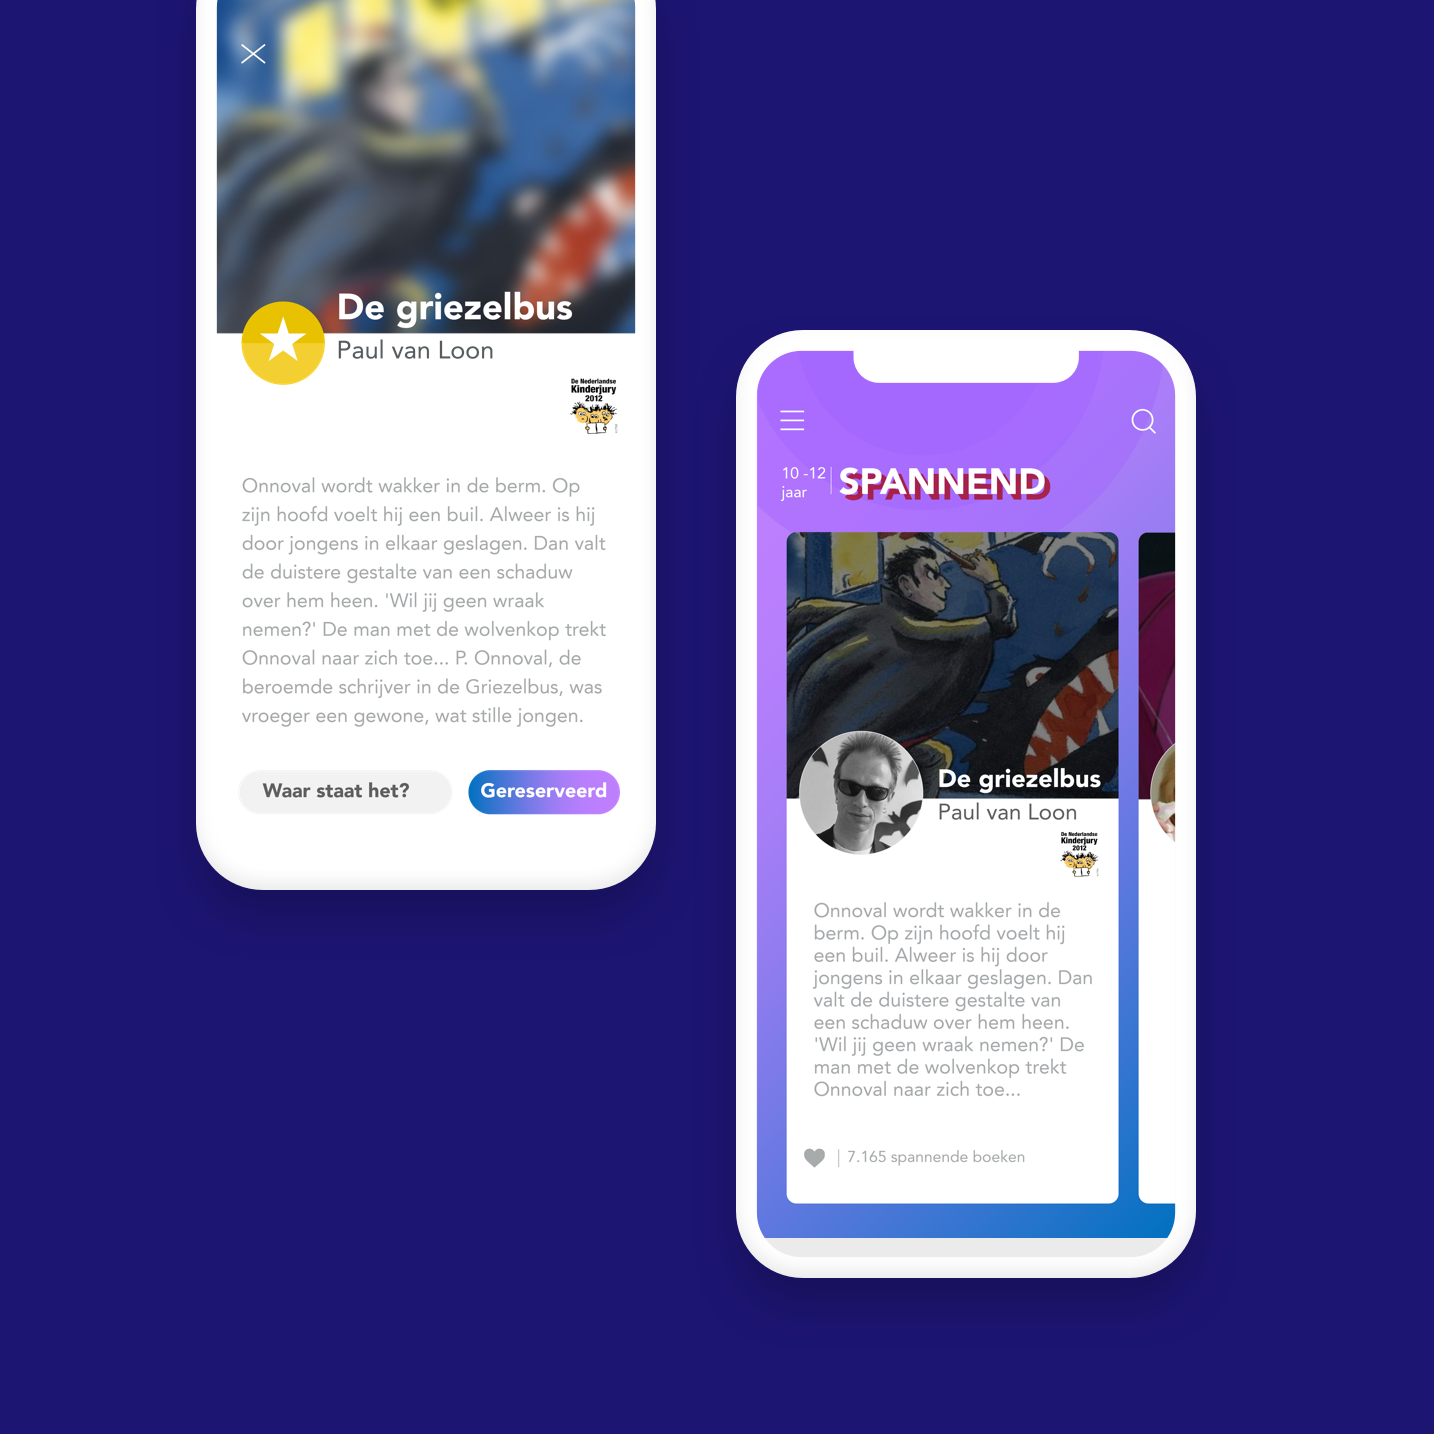 De griezelbus
Paul van Loon
De Nederlandse
Kinderjury
2012
Onnoval wordt wakker in de berm. Op
zijn hoofd voelt hij een buil. Alweer is hij
door jongens in elkaar geslagen. Dan valt
de duistere gestalte van een schaduw
over hem heen. 'Wil jij geen wraak
nemen?' De man met de wolvenkop trekt
Onnoval naar zich toe... P. Onnoval, de
beroemde schrijver in de Griezelbus, was
vroeger een gewone, wat stille jongen.
Waar staat het?
Gereserveerd
10 -12
jaar
SPANNEND
De griezelbus
Paul van Loon
De Nederlandse
Kinderjury
2012
Onnoval wordt wakker in de
berm. Op zijn hoofd voelt hij
een buil. Alweer is hij door
jongens in elkaar geslagen. Dan
valt de duistere gestalte van
een schaduw over hem heen.
'Wil jij geen wraak nemen?' De
man met de wolvenkop trekt
Onnoval naar zich toe...
7.165 spannende boeken